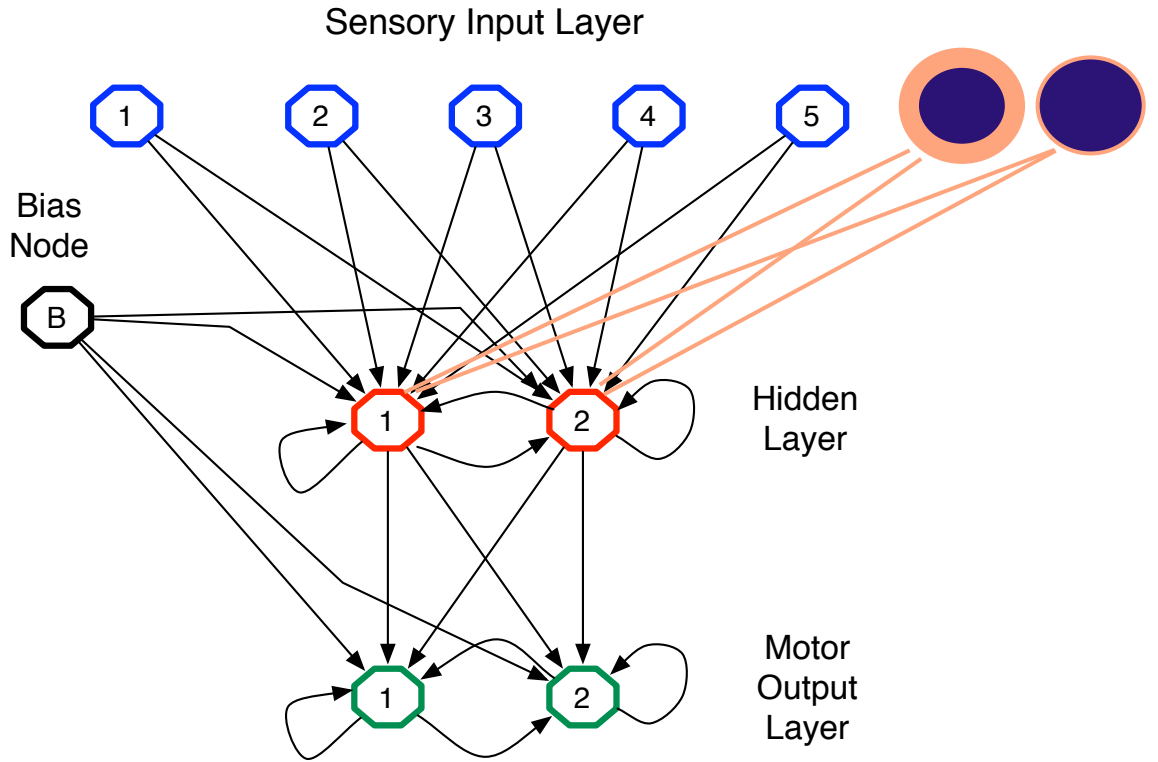 Sensory Input Layer
1 2 3 4 5
Bias
Node
B
1 2
Hidden
Layer
1 2
Motor
Output
Layer